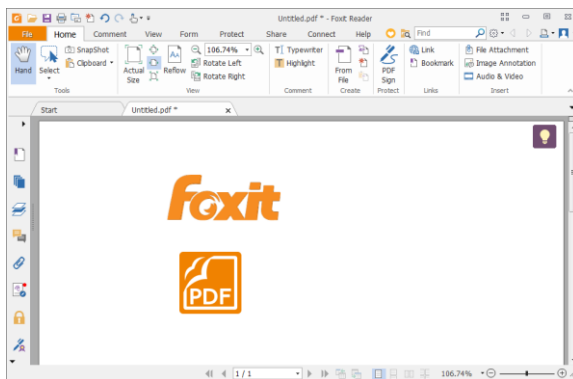 Untitled.pdf * - Foxit Reader
File Home Comment View Form Protect Share Connect Help Find
Hand
Select
SnapShot
Clipboard
Actual Size
Reflow
106.74%
Rotate Left
Rotate Right
Typewriter
Highlight
From File
PDF Sign
Link
Bookmark
File Attachment
Image Annotation
Audio & Video
Tools View Comment Create Protect Links Insert
Start Untitled.pdf *
foxit
PDF
1 / 1 106.74%